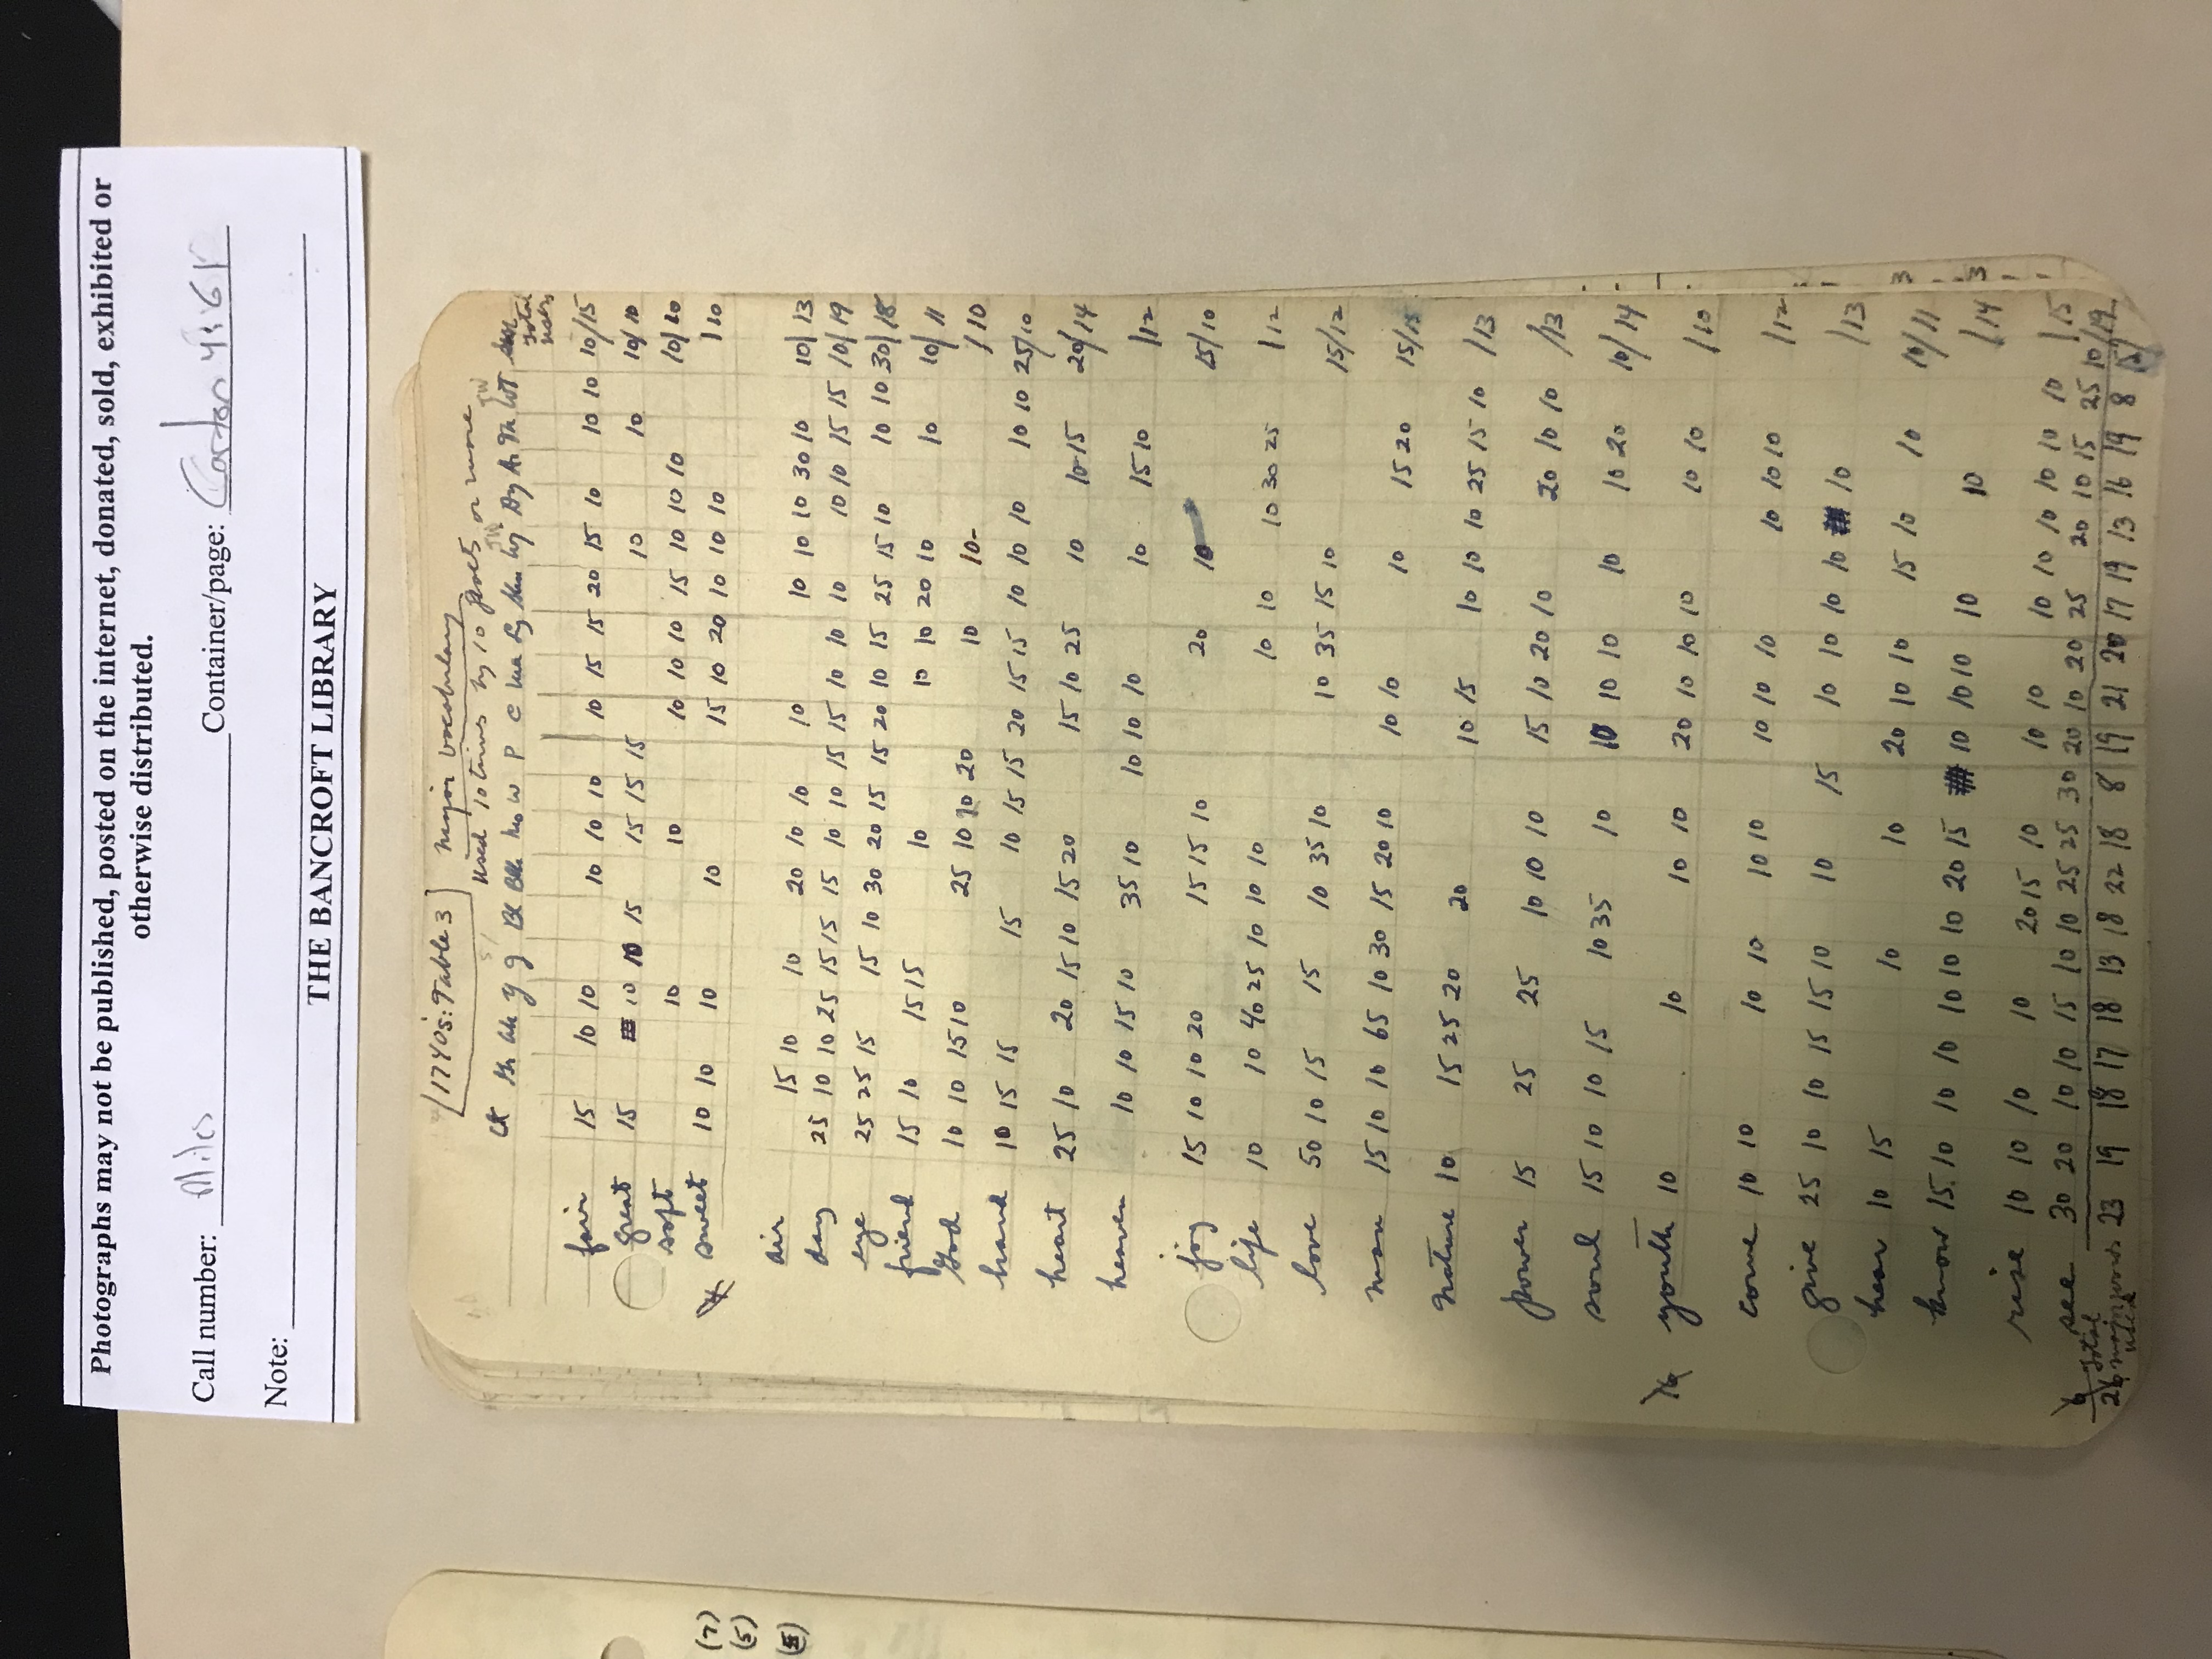 Photographs may not be published, posted on the internet, donated, sold, exhibited or
otherwise distributed.
Call number: Miles Container/page: Carton 4:61
Note:
THE BANCROFT LIBRARY
[1740's: Table 3] Major Vocabulary
Used 10 times by 10 poets or more
JW JW
Bl Blk Mo W P C Wa Ly Shn Wj Dy Ar Th WT
Total
users
fair 15 10 10 10 10 10 10 15 15 20 15 10 10 10 10/15
great 15 10 10 15 15 15 15 10 10 10/10
soft 10 10 10 10 10 15 10 10 10 10/10
sweet 10 10 10 10 15 10 20 10 10 10 /10
air 15 10 10 20 10 10 10 10 10 10 30 10 10/13
day 25 10 10 25 15 15 15 10 10 15 15 10 10 10 10 10 15 15 10/19
eye 25 25 15 15 10 30 20 15 15 20 10 15 25 15 10 10 10 30/18
friend 15 10 15 15 10 10 10 20 10 10 10/11
(7)
(5)
God 10 10 15 10 25 10 10 20 10 10- /10
hand 10 15 15 15 10 15 15 20 15 15 10 10 10 10 10 25/10
heart 25 10 20 15 10 15 20 15 10 25 10 10-15 20/14
heaven 10 10 15 10 35 10 10 10 10 10 15 10 /12
joy 15 10 10 20 15 15 10 20 10 15/10
life 10 10 40 25 10 10 10 10 10 10 30 25 /12
love 50 10 15 15 10 35 10 10 35 15 10 15/12
man 15 10 10 65 10 30 15 20 10 10 10 10 15 20 15/15
nature 10 15 25 20 20 10 15 10 10 10 25 15 10 /13
power 15 25 25 10 10 10 15 10 20 10 20 10 10 /13
soul 15 10 10 15 10 35 10 10 10 10 10 10 20 10/14
16 youth 10 10 10 10 20 10 10 10 10 10 /10
come 10 10 10 10 10 10 10 10 10 10 10 10 /12
give 25 10 10 15 15 10 10 15 10 10 10 10 10 /13
hear 10 15 10 10 20 10 10 15 10 10 10/11 3
know 15 10 10 10 10 10 10 20 15 10 10 10 10 10 /14 3
rise 10 10 10 10 20 15 10 10 10 10 10 10 10 10 10 /15
6 see 30 20 10 10 15 10 10 25 25 30 20 10 20 25 20 10 15 25 10/19
Total
26 major words 23 19 18 17 18 13 18 22 18 8 19 21 20 17 19 13 16 19 8 15/
used